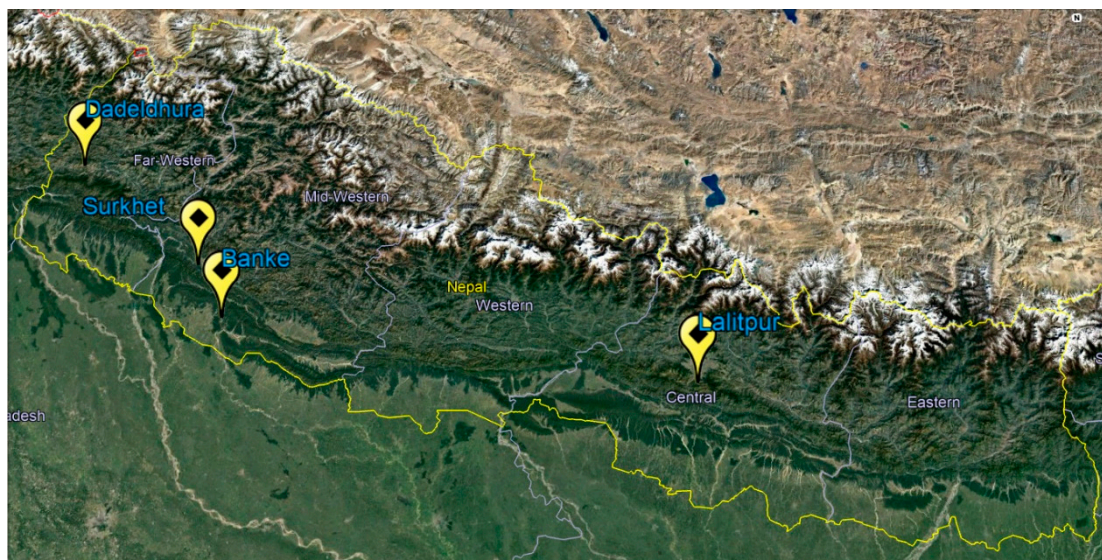 N
Dadeldhura
Far-Western
Mid-Western
Surkhet
Banke
Nepal
Western
Lalitpur
Central
Eastern
adesh
S